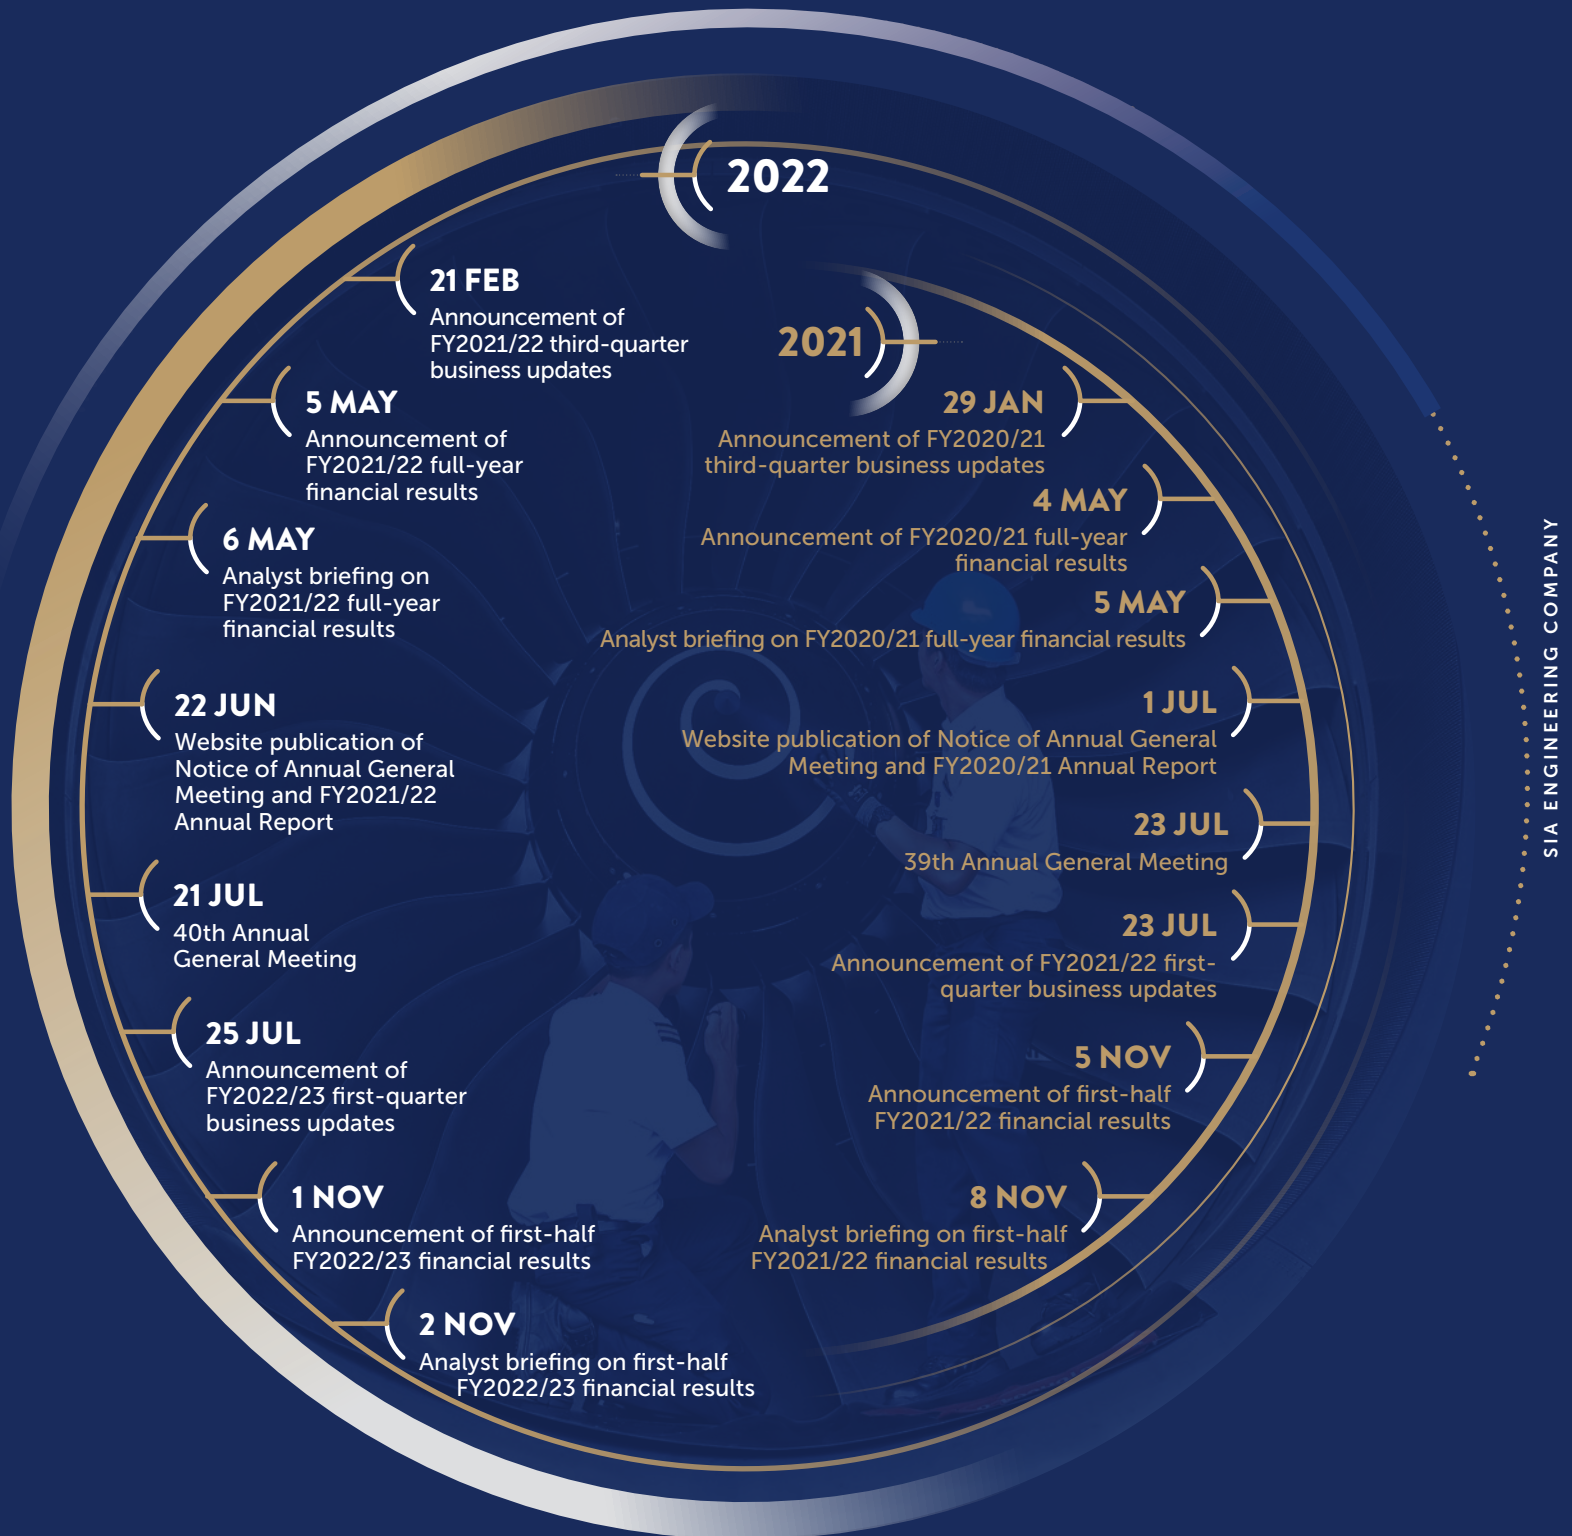 2022
21 FEB
Announcement of
FY2021/22 third-quarter
business updates
5 MAY
Announcement of
FY2021/22 full-year
financial results
6 MAY
Analyst briefing on
FY2021/22 full-year
financial results
22 JUN
Website publication of
Notice of Annual General
Meeting and FY2021/22
Annual Report
21 JUL
40th Annual
General Meeting
25 JUL
Announcement of
FY2022/23 first-quarter
business updates
1 NOV
Announcement of first-half
FY2022/23 financial results
2 NOV
Analyst briefing on first-half
FY2022/23 financial results
2021
29 JAN
Announcement of FY2020/21
third-quarter business updates
4 MAY
Announcement of FY2020/21 full-year
financial results
5 MAY
Analyst briefing on FY2020/21 full-year financial results
1 JUL
Website publication of Notice of Annual General
Meeting and FY2020/21 Annual Report
23 JUL
39th Annual General Meeting
23 JUL
Announcement of FY2021/22 first-
quarter business updates
5 NOV
Announcement of first-half
FY2021/22 financial results
8 NOV
Analyst briefing on first-half
FY2021/22 financial results
SIA ENGINEERING COMPANY